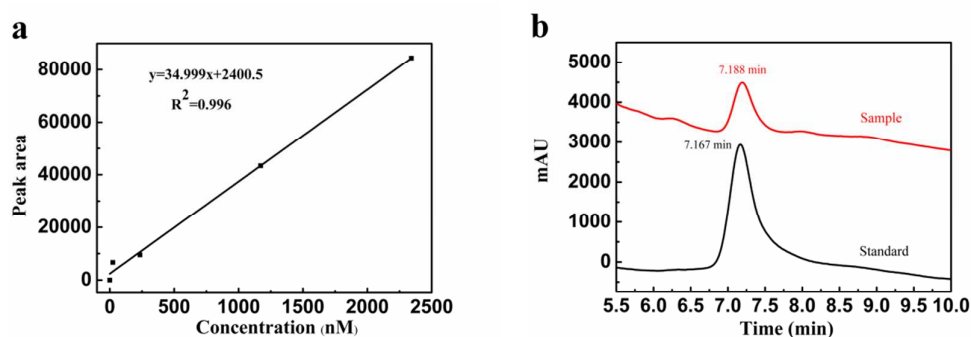 a
y=34.999x+2400.5
R²=0.996
Peak area
80000
60000
40000
20000
0
0 500 1000 1500 2000 2500
Concentration (nM)
b
7.188 min
Sample
7.167 min
Standard
mAU
5000
4000
3000
2000
1000
0
5.5 6.0 6.5 7.0 7.5 8.0 8.5 9.0 9.5 10.0
Time (min)